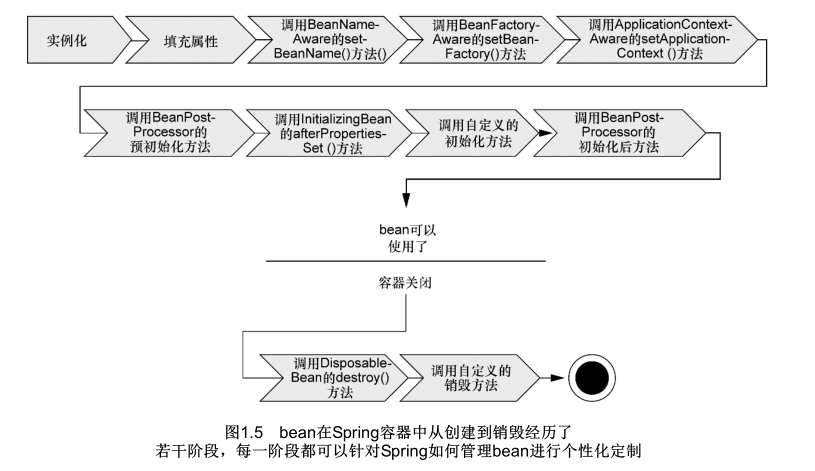 实例化
填充属性
调用BeanName-
Aware的set-
BeanName()方法()
调用BeanFactory-
Aware的setBean-
Factory()方法
调用ApplicationContext-
Aware的setApplication-
Context ()方法
调用BeanPost-
Processor的
预初始化方法
调用InitializingBean
的afterProperties-
Set ()方法
调用自定义的
初始化方法
调用BeanPost-
Processor的
初始化后方法
bean可以
使用了
容器关闭
调用Disposable-
Bean的destroy()
方法
调用自定义的
销毁方法
图1.5 bean在Spring容器中从创建到销毁经历了
若干阶段，每一阶段都可以针对Spring如何管理bean进行个性化定制